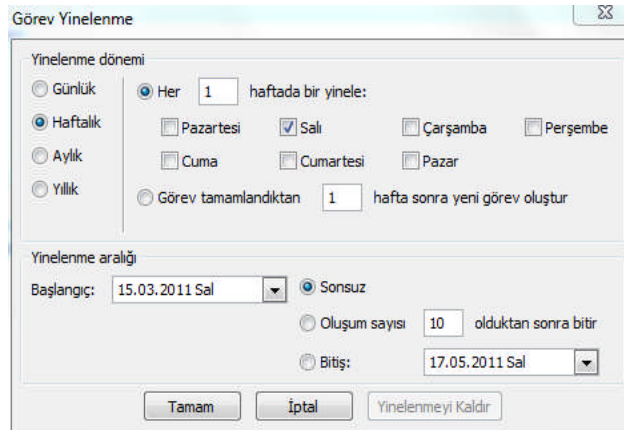 Görev Yinelenme
Yinelenme dönemi
Günlük
Haftalık
Aylık
Yıllık
Her 1 haftada bir yinele:
Pazartesi Salı Çarşamba Perşembe
Cuma Cumartesi Pazar
Görev tamamlandıktan 1 hafta sonra yeni görev oluştur
Yinelenme aralığı
Başlangıç: 15.03.2011 Sal
Sonsuz
Oluşum sayısı 10 olduktan sonra bitir
Bitiş: 17.05.2011 Sal
Tamam İptal Yinelenmeyi Kaldır